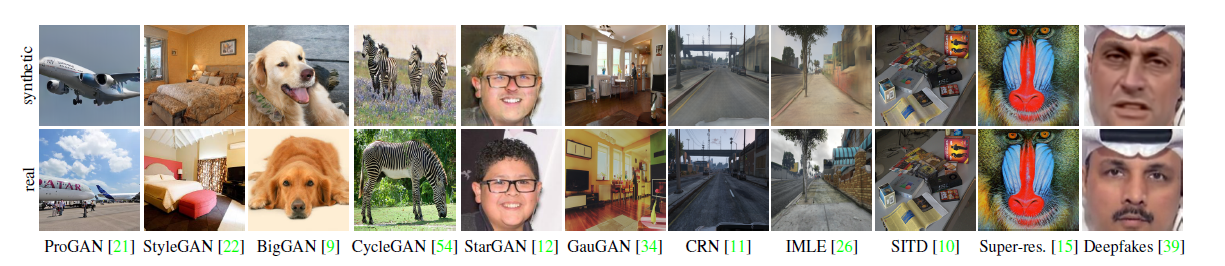 synthetic
real
ProGAN [21] StyleGAN [22] BigGAN [9] CycleGAN [54] StarGAN [12] GauGAN [34] CRN [11] IMLE [26] SITD [10] Super-res. [15] Deepfakes [39]